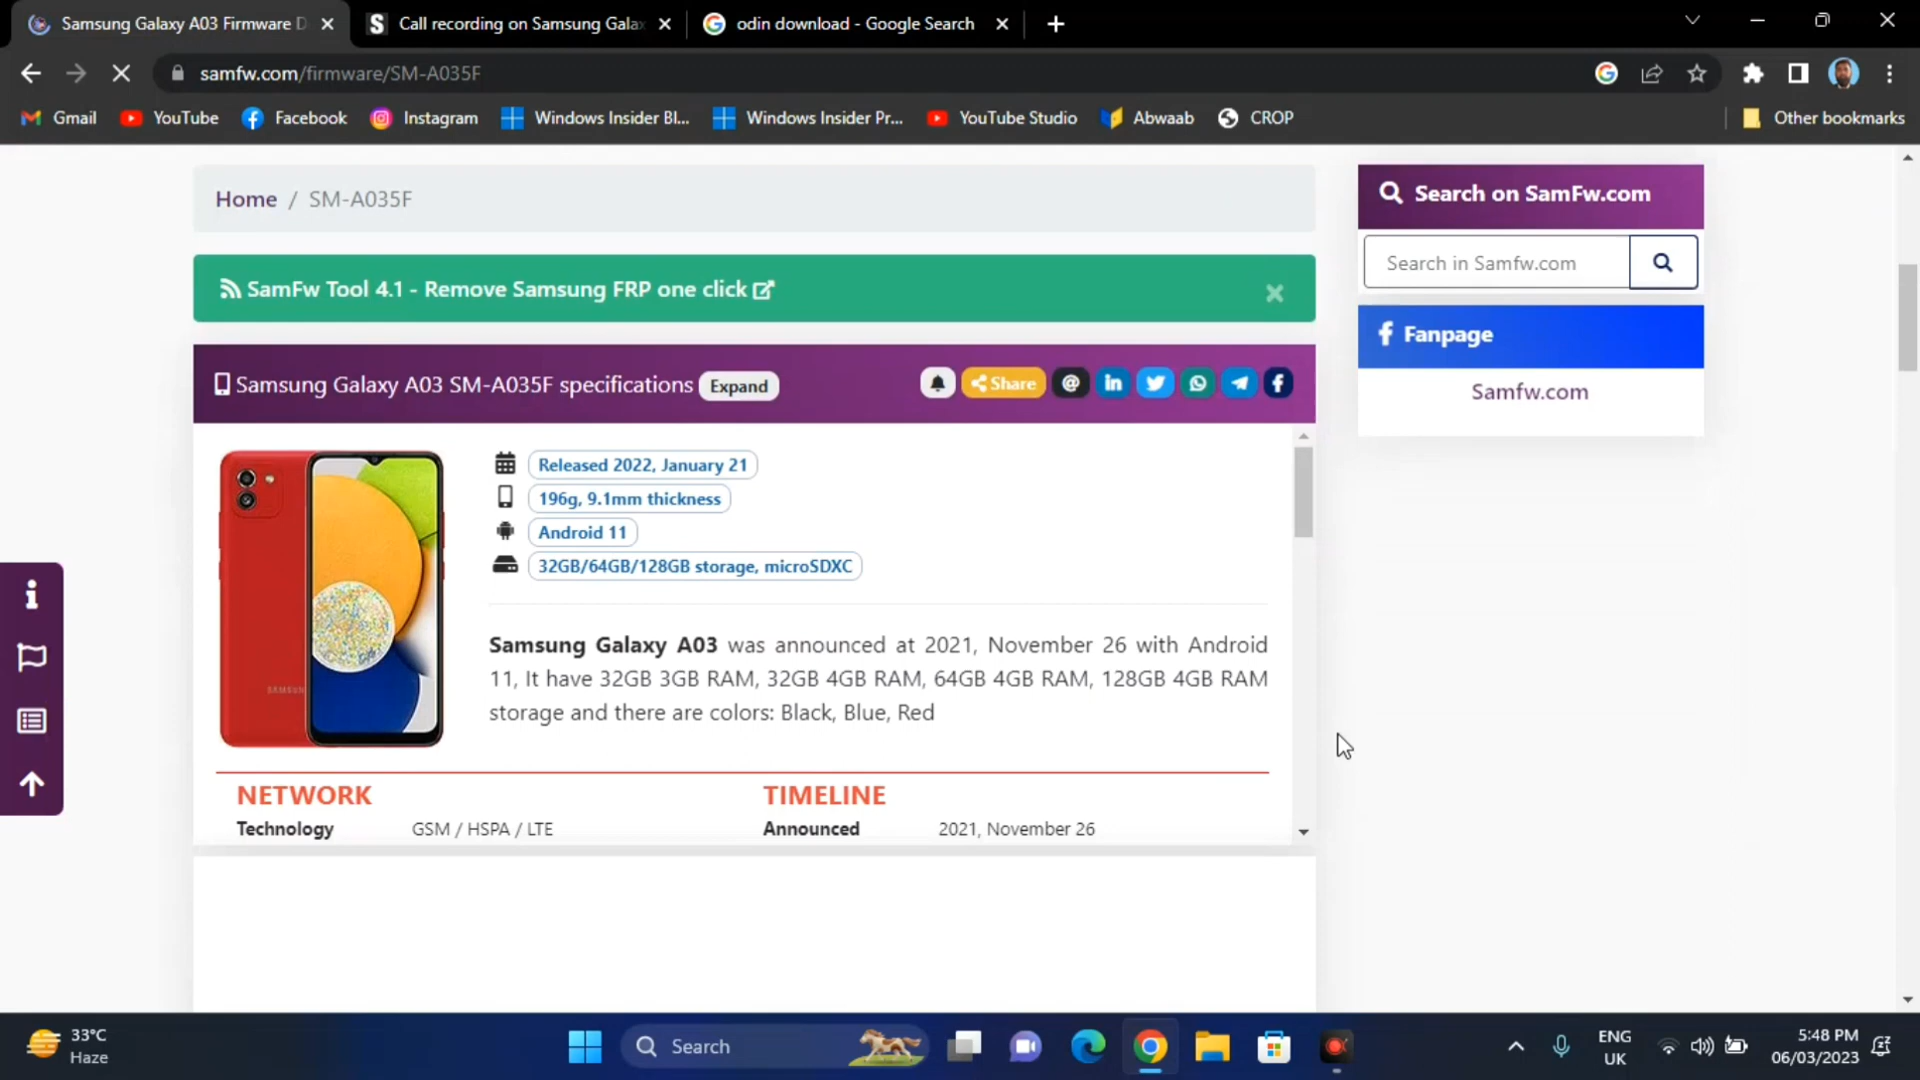 Samsung Galaxy A03 Firmware D
Call recording on Samsung Galax
odin download - Google Search
samfw.com/firmware/SM-A035F
Gmail
YouTube
Facebook
Instagram
Windows Insider Bl...
Windows Insider Pr...
YouTube Studio
Abwaab
CROP
Other bookmarks
Home / SM-A035F
Search on SamFw.com
Search in Samfw.com
SamFw Tool 4.1 - Remove Samsung FRP one click
Fanpage
Samfw.com
Samsung Galaxy A03 SM-A035F specifications Expand
Share
Released 2022, January 21
196g, 9.1mm thickness
Android 11
32GB/64GB/128GB storage, microSDXC
Samsung Galaxy A03 was announced at 2021, November 26 with Android
11, It have 32GB 3GB RAM, 32GB 4GB RAM, 64GB 4GB RAM, 128GB 4GB RAM
storage and there are colors: Black, Blue, Red
NETWORK
Technology GSM / HSPA / LTE
TIMELINE
Announced 2021, November 26
33°C
Haze
Search
ENG
UK
5:48 PM
06/03/2023